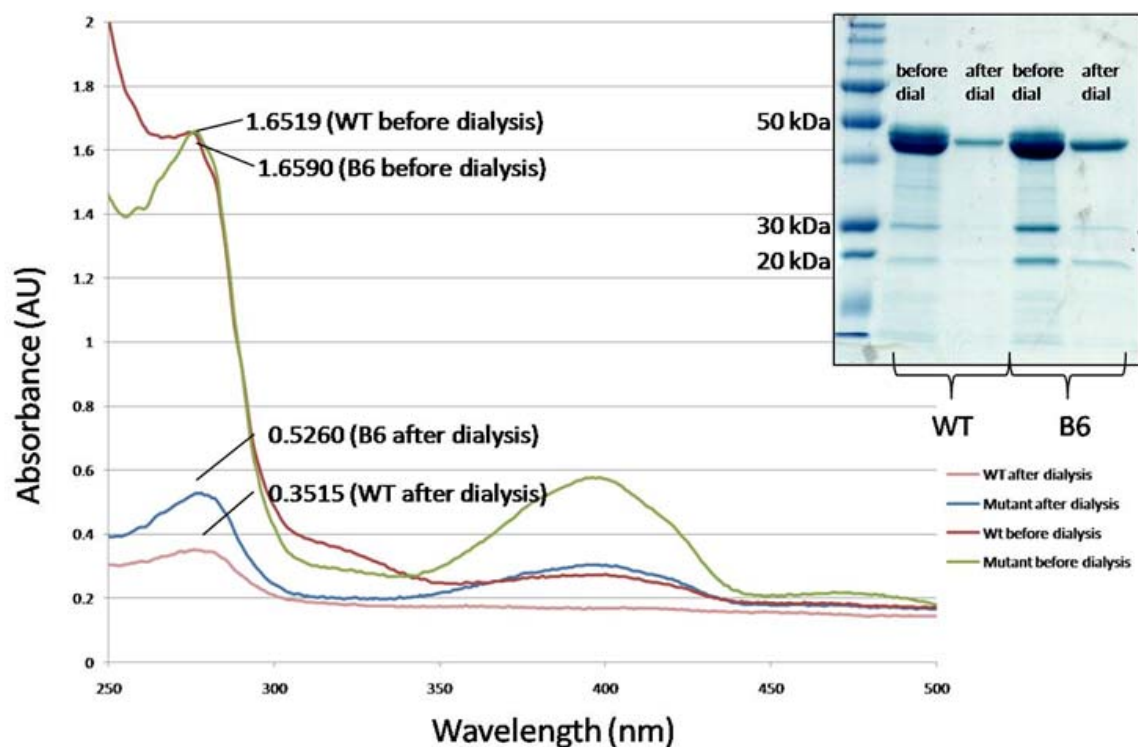 2
1.8
1.6
1.4
1.2
1
0.8
0.6
0.4
0.2
0
Absorbance (AU)
250
300
350
400
450
500
Wavelength (nm)
1.6519 (WT before dialysis)
1.6590 (B6 before dialysis)
0.5260 (B6 after dialysis)
0.3515 (WT after dialysis)
before after before after
dial dial dial dial
50 kDa
30 kDa
20 kDa
WT B6
WT after dialysis
Mutant after dialysis
Wt before dialysis
Mutant before dialysis